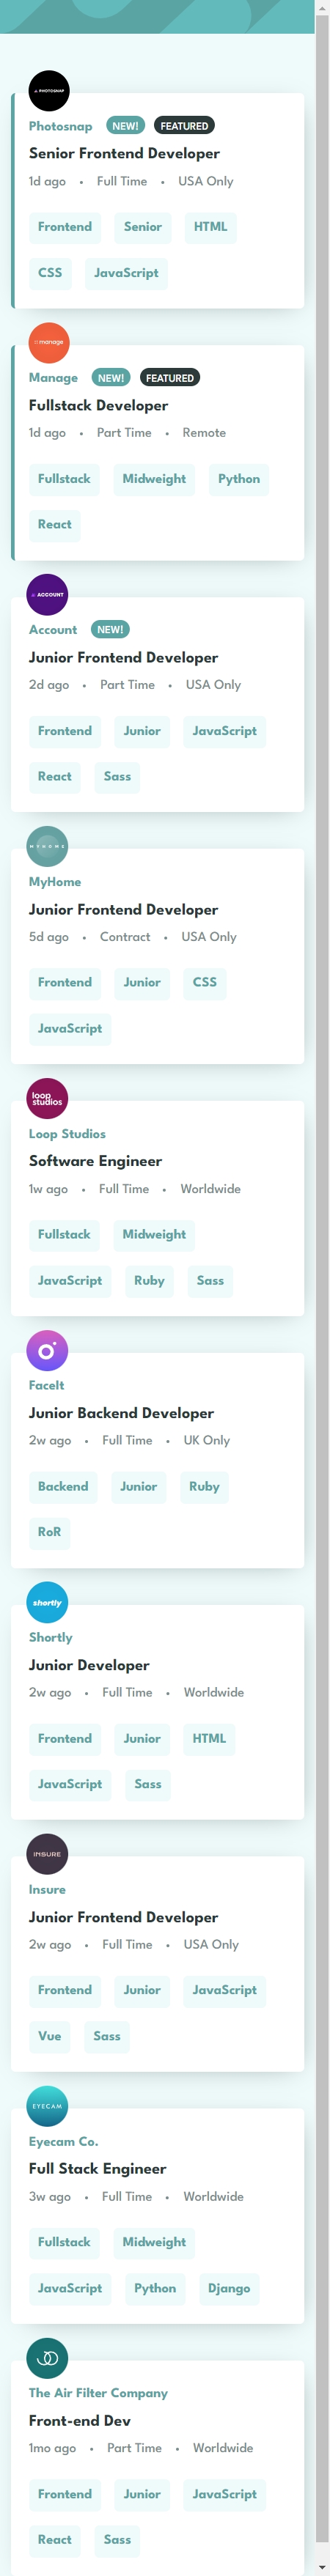 PHOTOSNAP
Photosnap NEW! FEATURED
Senior Frontend Developer
1d ago • Full Time • USA Only
Frontend Senior HTML
CSS JavaScript
manage
Manage NEW! FEATURED
Fullstack Developer
1d ago • Part Time • Remote
Fullstack Midweight Python
React
ACCOUNT
Account NEW!
Junior Frontend Developer
2d ago • Part Time • USA Only
Frontend Junior JavaScript
React Sass
MYHOME
MyHome
Junior Frontend Developer
5d ago • Contract • USA Only
Frontend Junior CSS
JavaScript
loop
studios
Loop Studios
Software Engineer
1w ago • Full Time • Worldwide
Fullstack Midweight
JavaScript Ruby Sass
FaceIt
Junior Backend Developer
2w ago • Full Time • UK Only
Backend Junior Ruby
RoR
shortly
Shortly
Junior Developer
2w ago • Full Time • Worldwide
Frontend Junior HTML
JavaScript Sass
INSURE
Insure
Junior Frontend Developer
2w ago • Full Time • USA Only
Frontend Junior JavaScript
Vue Sass
EYECAM
Eyecam Co.
Full Stack Engineer
3w ago • Full Time • Worldwide
Fullstack Midweight
JavaScript Python Django
The Air Filter Company
Front-end Dev
1mo ago • Part Time • Worldwide
Frontend Junior JavaScript
React Sass